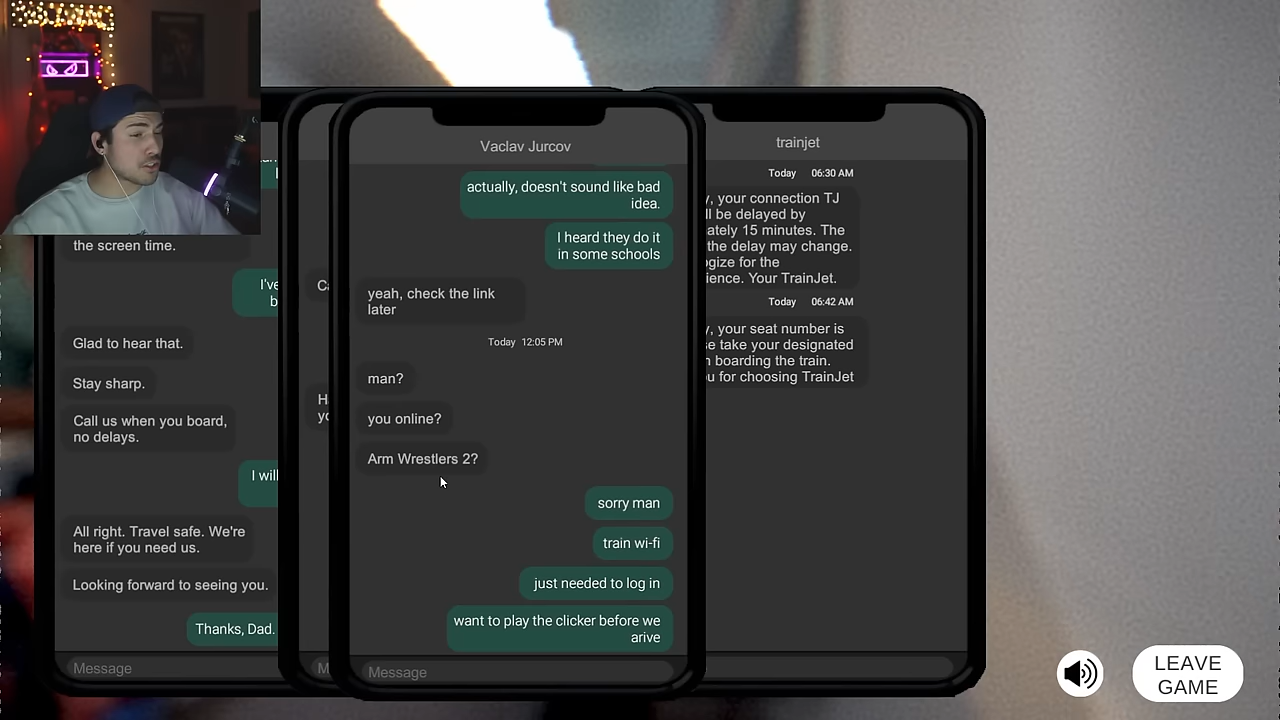 the screen time.
I've
b
Glad to hear that.
Stay sharp.
Call us when you board,
no delays.
I will
All right. Travel safe. We're
here if you need us.
Looking forward to seeing you.
Thanks, Dad.
Message
Ca
H
yo
M
Vaclav Jurcov
actually, doesn't sound like bad
idea.
I heard they do it
in some schools
yeah, check the link
later
Today 12:05 PM
man?
you online?
Arm Wrestlers 2?
sorry man
train wi-fi
just needed to log in
want to play the clicker before we
arive
Message
trainjet
Today 06:30 AM
y, your connection TJ
ll be delayed by
ately 15 minutes. The
the delay may change.
ogize for the
ience. Your TrainJet.
Today 06:42 AM
y, your seat number is
se take your designated
n boarding the train.
u for choosing TrainJet
LEAVE
GAME